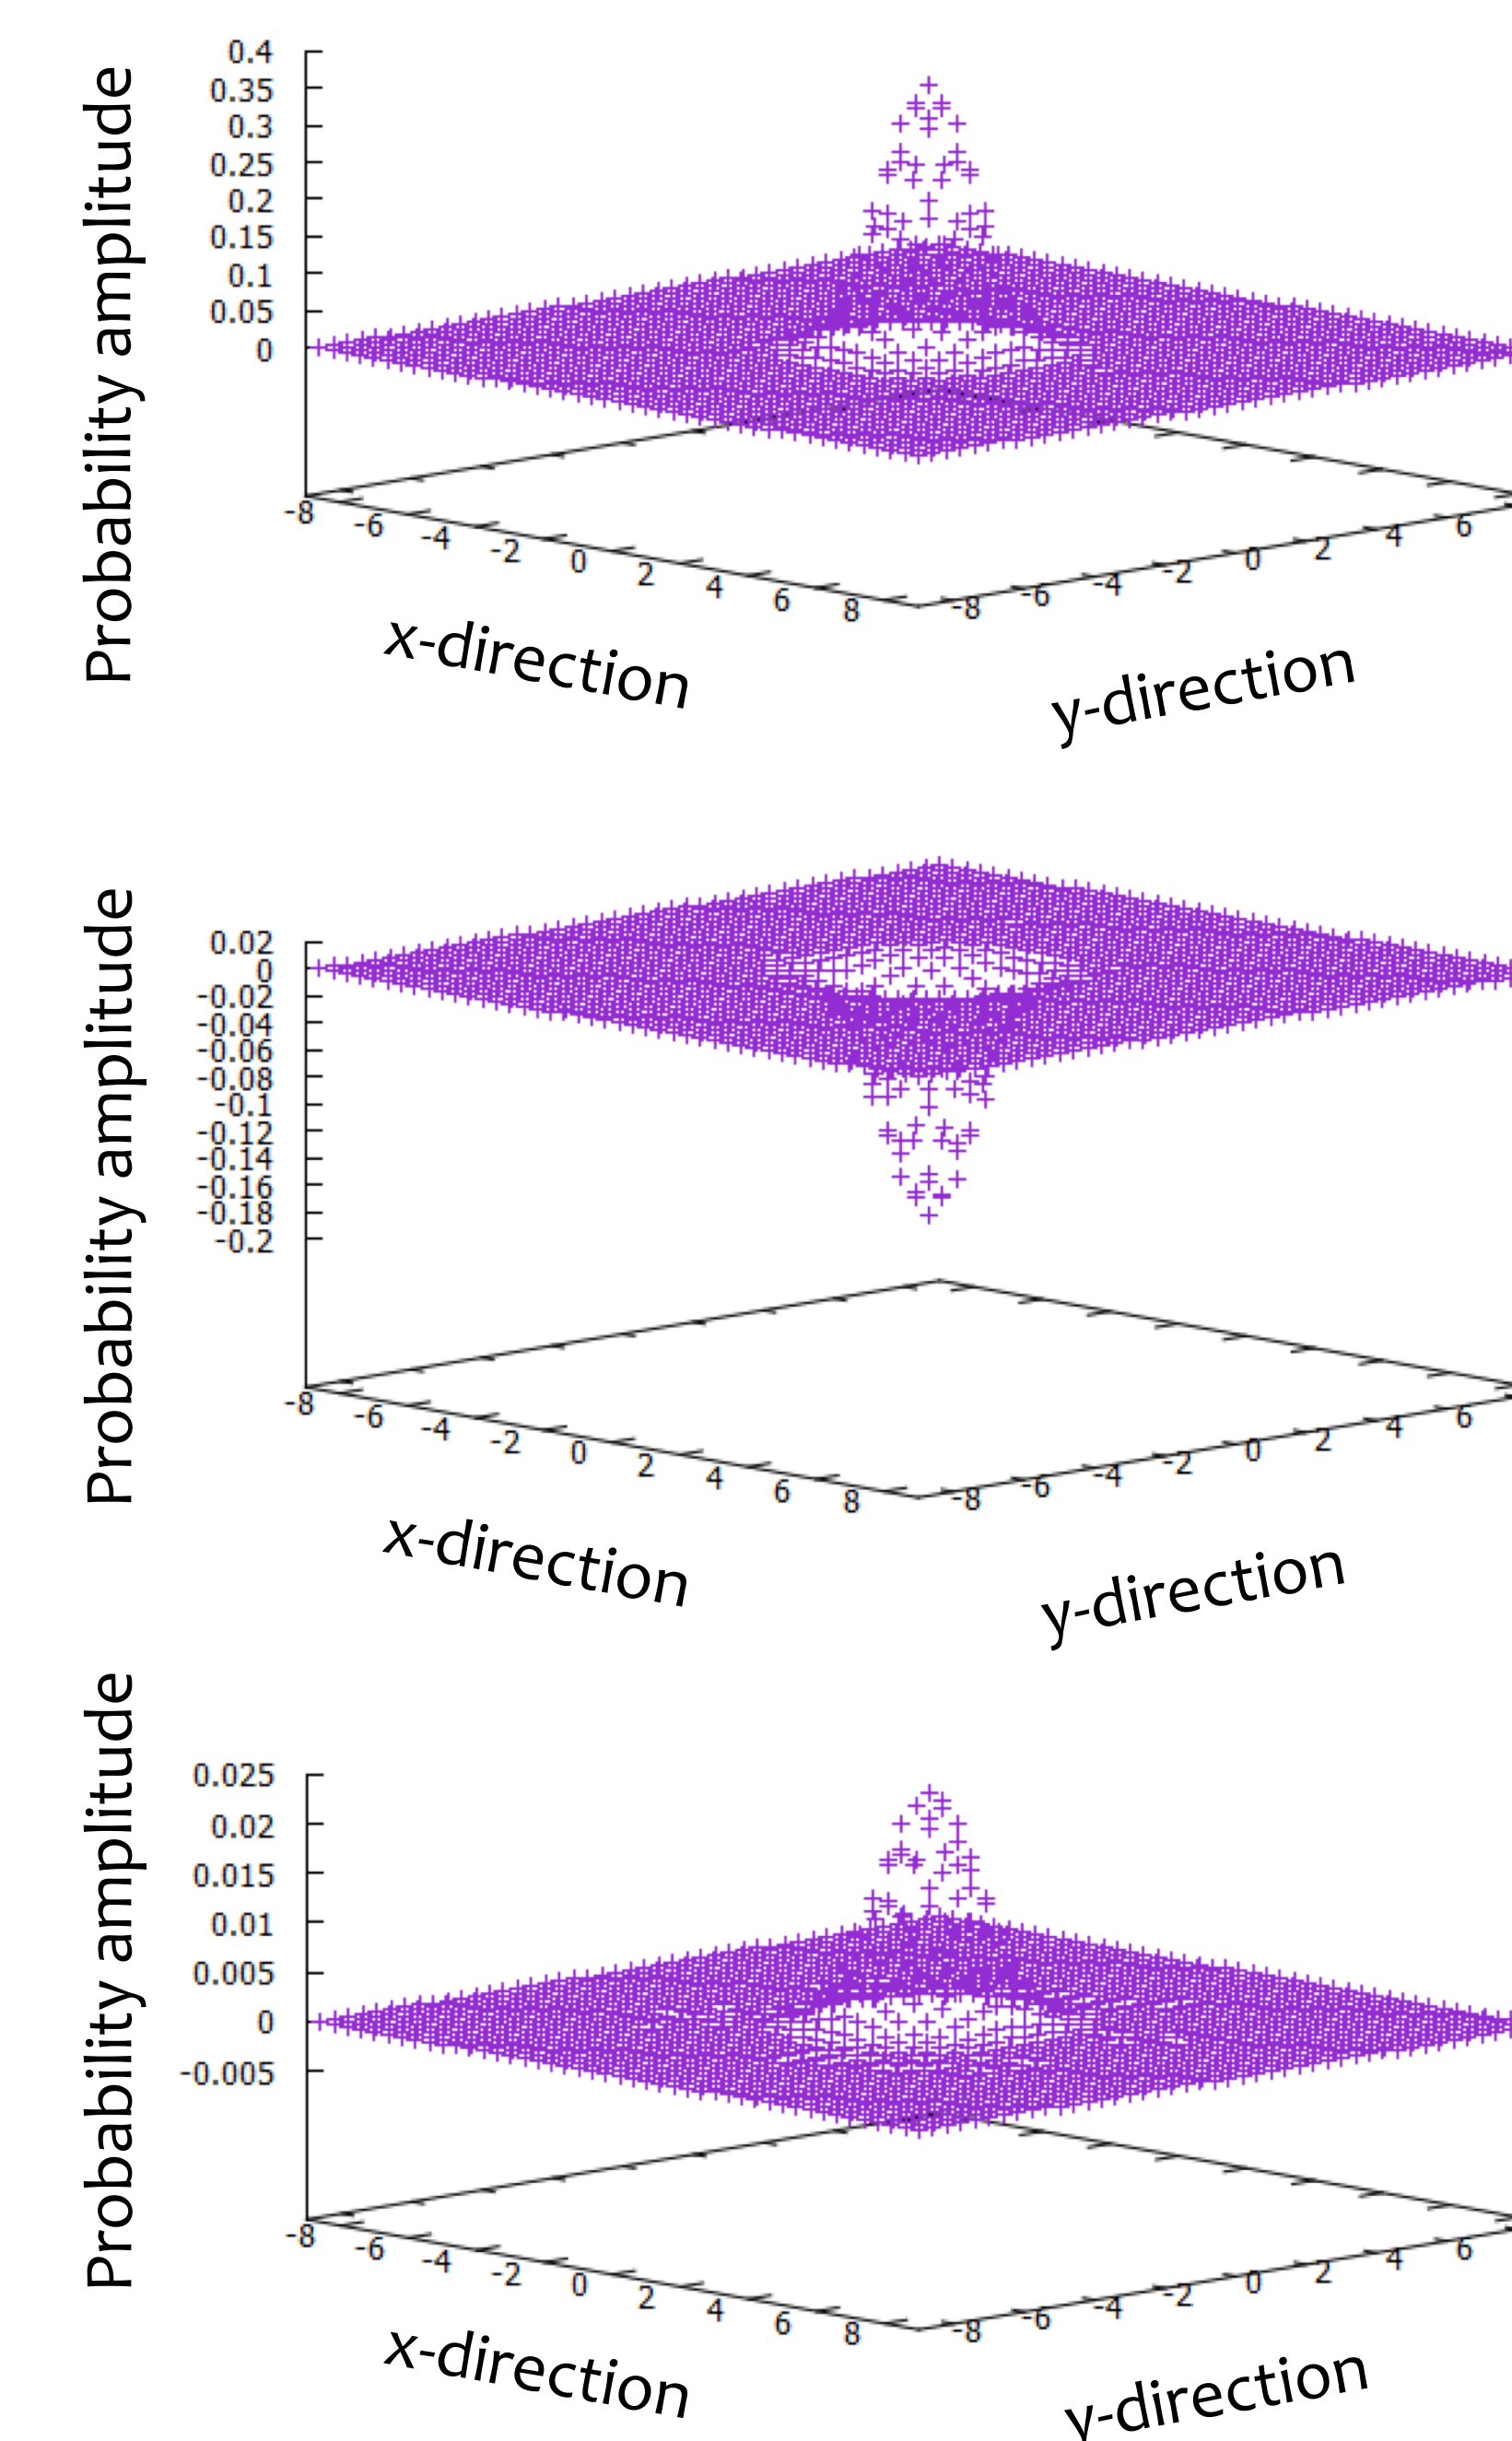 Probability amplitude
0.4
0.35
0.3
0.25
0.2
0.15
0.1
0.05
0
-8 -6 -4 -2 0 2 4 6 8
-8 -6 -4 -2 0 2 4 6
x-direction
y-direction
Probability amplitude
0.02
0
-0.02
-0.04
-0.06
-0.08
-0.1
-0.12
-0.14
-0.16
-0.18
-0.2
-8 -6 -4 -2 0 2 4 6 8
-8 -6 -4 -2 0 2 4 6
x-direction
y-direction
Probability amplitude
0.025
0.02
0.015
0.01
0.005
0
-0.005
-8 -6 -4 -2 0 2 4 6 8
-8 -6 -4 -2 0 2 4 6
x-direction
y-direction